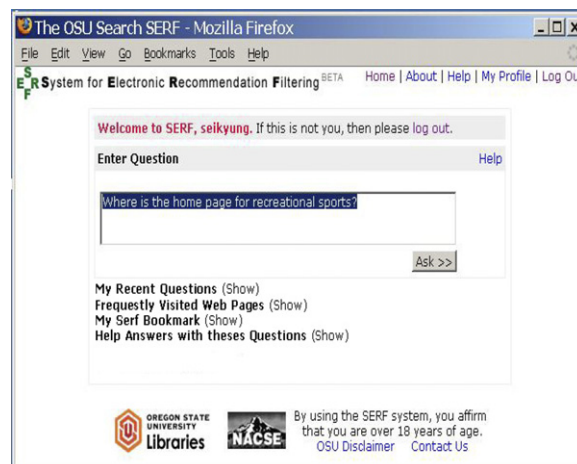 The OSU Search SERF - Mozilla Firefox
File Edit View Go Bookmarks Tools Help
SERF System for Electronic Recommendation Filtering BETA Home | About | Help | My Profile | Log Ou
Welcome to SERF, seikyung. If this is not you, then please log out.
Enter Question Help
Where is the home page for recreational sports?
Ask >>
My Recent Questions (Show)
Frequently Visited Web Pages (Show)
My Serf Bookmark (Show)
Help Answers with theses Questions (Show)
OREGON STATE
UNIVERSITY
Libraries
NACSE
By using the SERF system, you affirm
that you are over 18 years of age.
OSU Disclaimer Contact Us